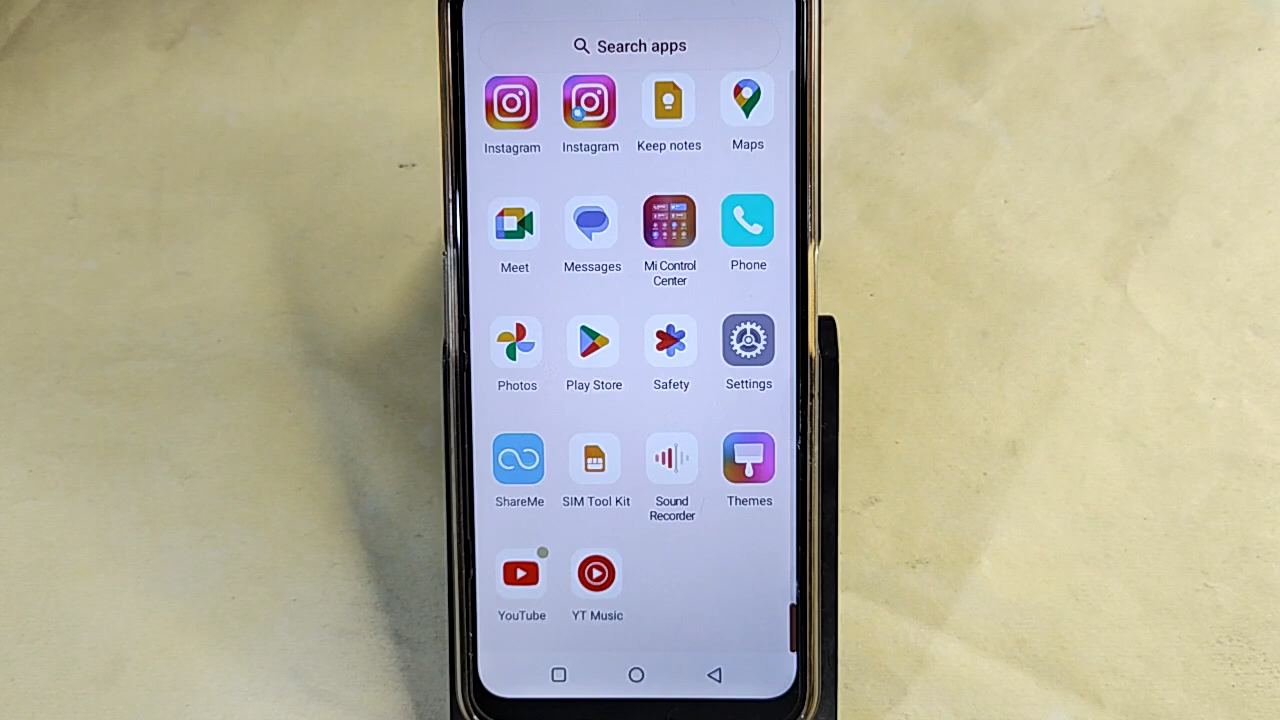 Search apps
Instagram
Instagram
Keep notes
Maps
Meet
Messages
Mi Control
Center
Phone
Photos
Play Store
Safety
Settings
ShareMe
SIM Tool Kit
Sound
Recorder
Themes
YouTube
YT Music